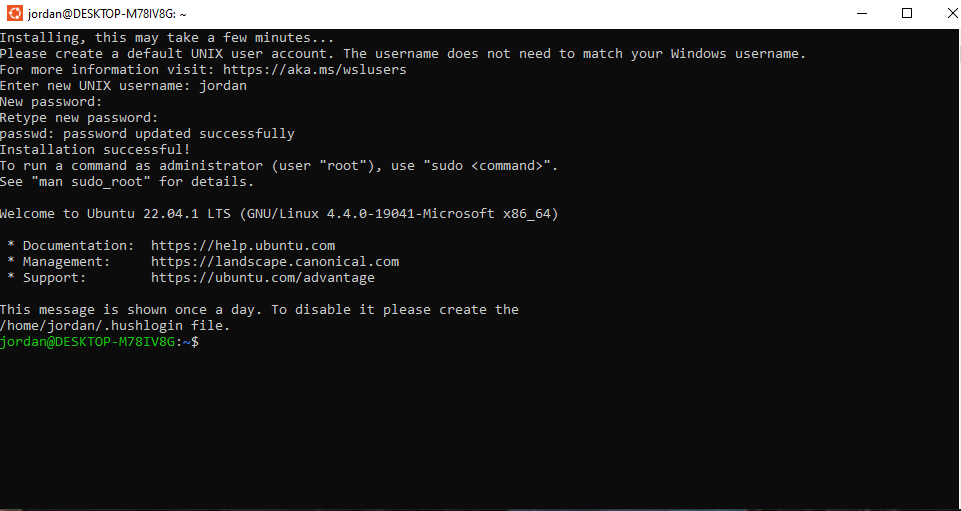 jordan@DESKTOP-M78IV8G: ~
Installing, this may take a few minutes...
Please create a default UNIX user account. The username does not need to match your Windows username.
For more information visit: https://aka.ms/wslusers
Enter new UNIX username: jordan
New password:
Retype new password:
passwd: password updated successfully
Installation successful!
To run a command as administrator (user "root"), use "sudo <command>".
See "man sudo_root" for details.

Welcome to Ubuntu 22.04.1 LTS (GNU/Linux 4.4.0-19041-Microsoft x86_64)

 * Documentation:  https://help.ubuntu.com
 * Management:     https://landscape.canonical.com
 * Support:        https://ubuntu.com/advantage

This message is shown once a day. To disable it please create the
/home/jordan/.hushlogin file.
jordan@DESKTOP-M78IV8G:~$